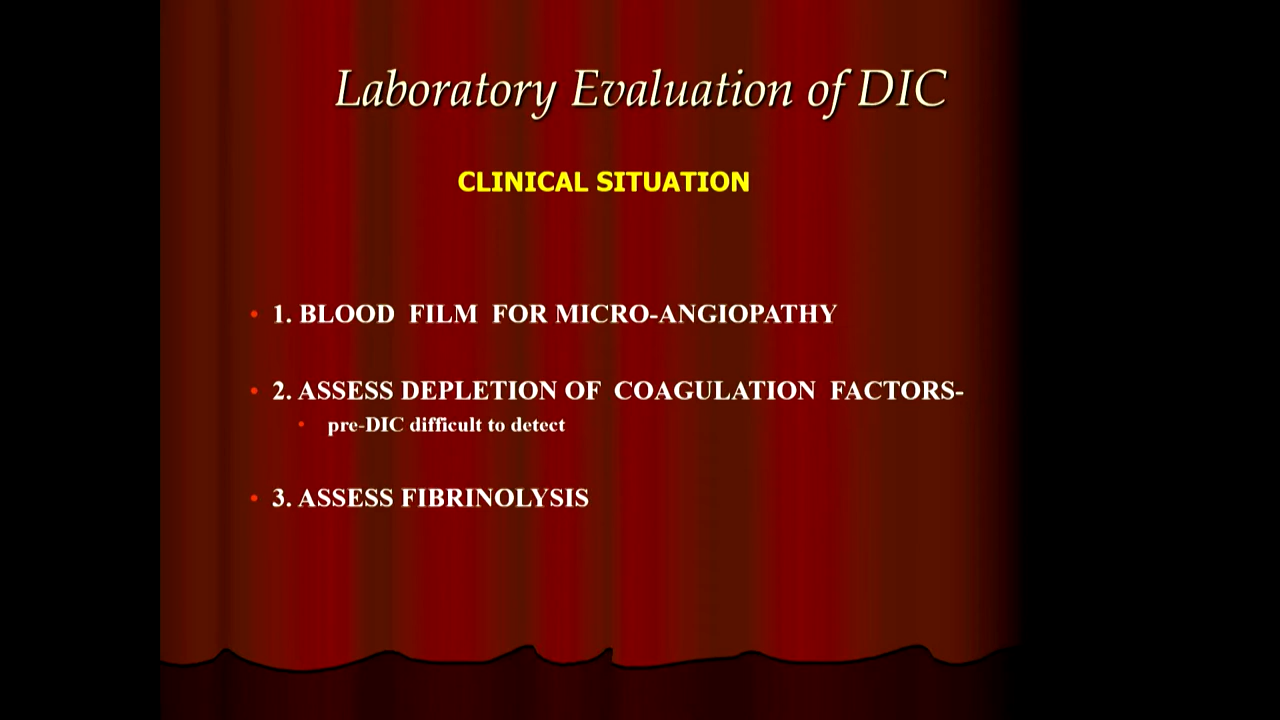 Laboratory Evaluation of DIC
CLINICAL SITUATION
• 1. BLOOD FILM FOR MICRO-ANGIOPATHY
• 2. ASSESS DEPLETION OF COAGULATION FACTORS-
• pre-DIC difficult to detect
• 3. ASSESS FIBRINOLYSIS